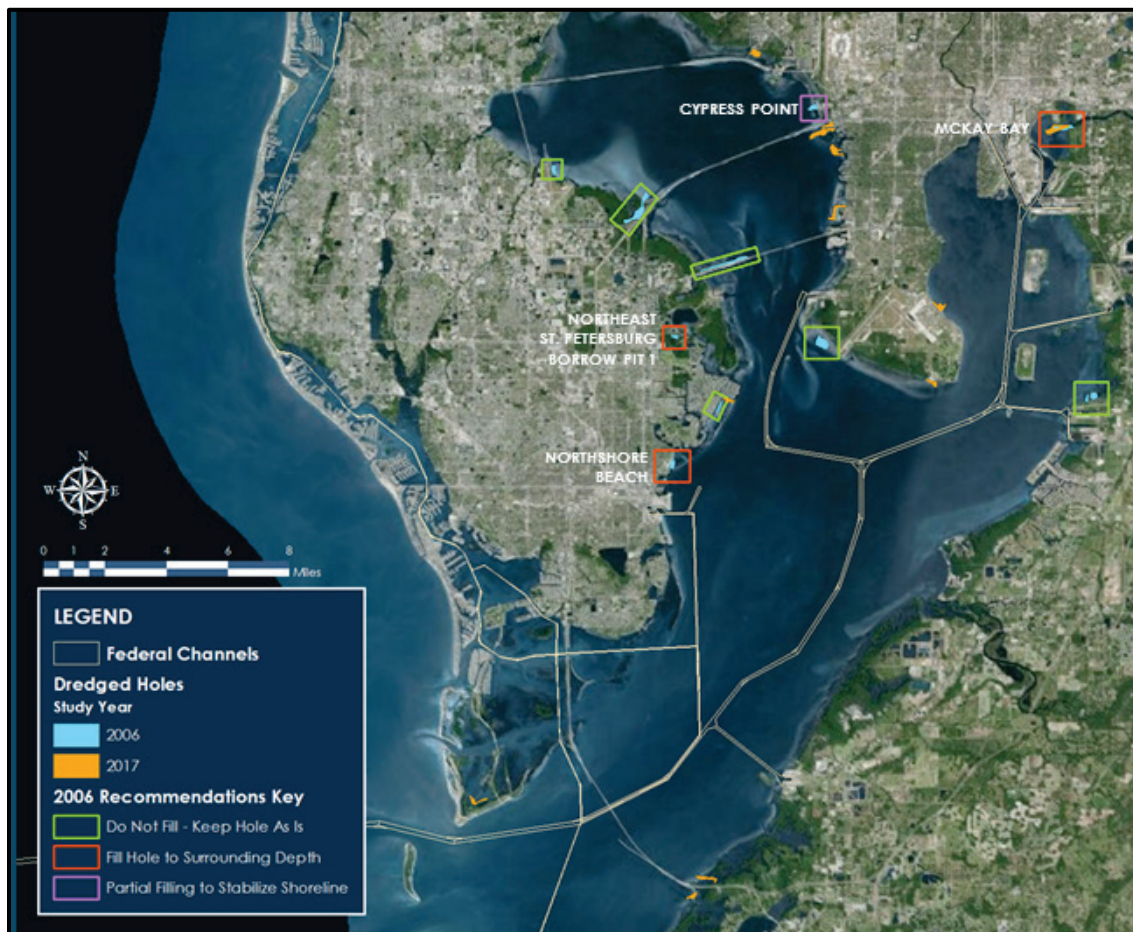 CYPRESS POINT
MCKAY BAY
NORTHEAST
ST. PETERSBURG
BORROW PIT 1
NORTHSHORE
BEACH
N
W E
S
0 1 2 4 6 8
Miles
LEGEND
Federal Channels
Dredged Holes
Study Year
2006
2017
2006 Recommendations Key
Do Not Fill - Keep Hole As Is
Fill Hole to Surrounding Depth
Partial Filling to Stabilize Shoreline